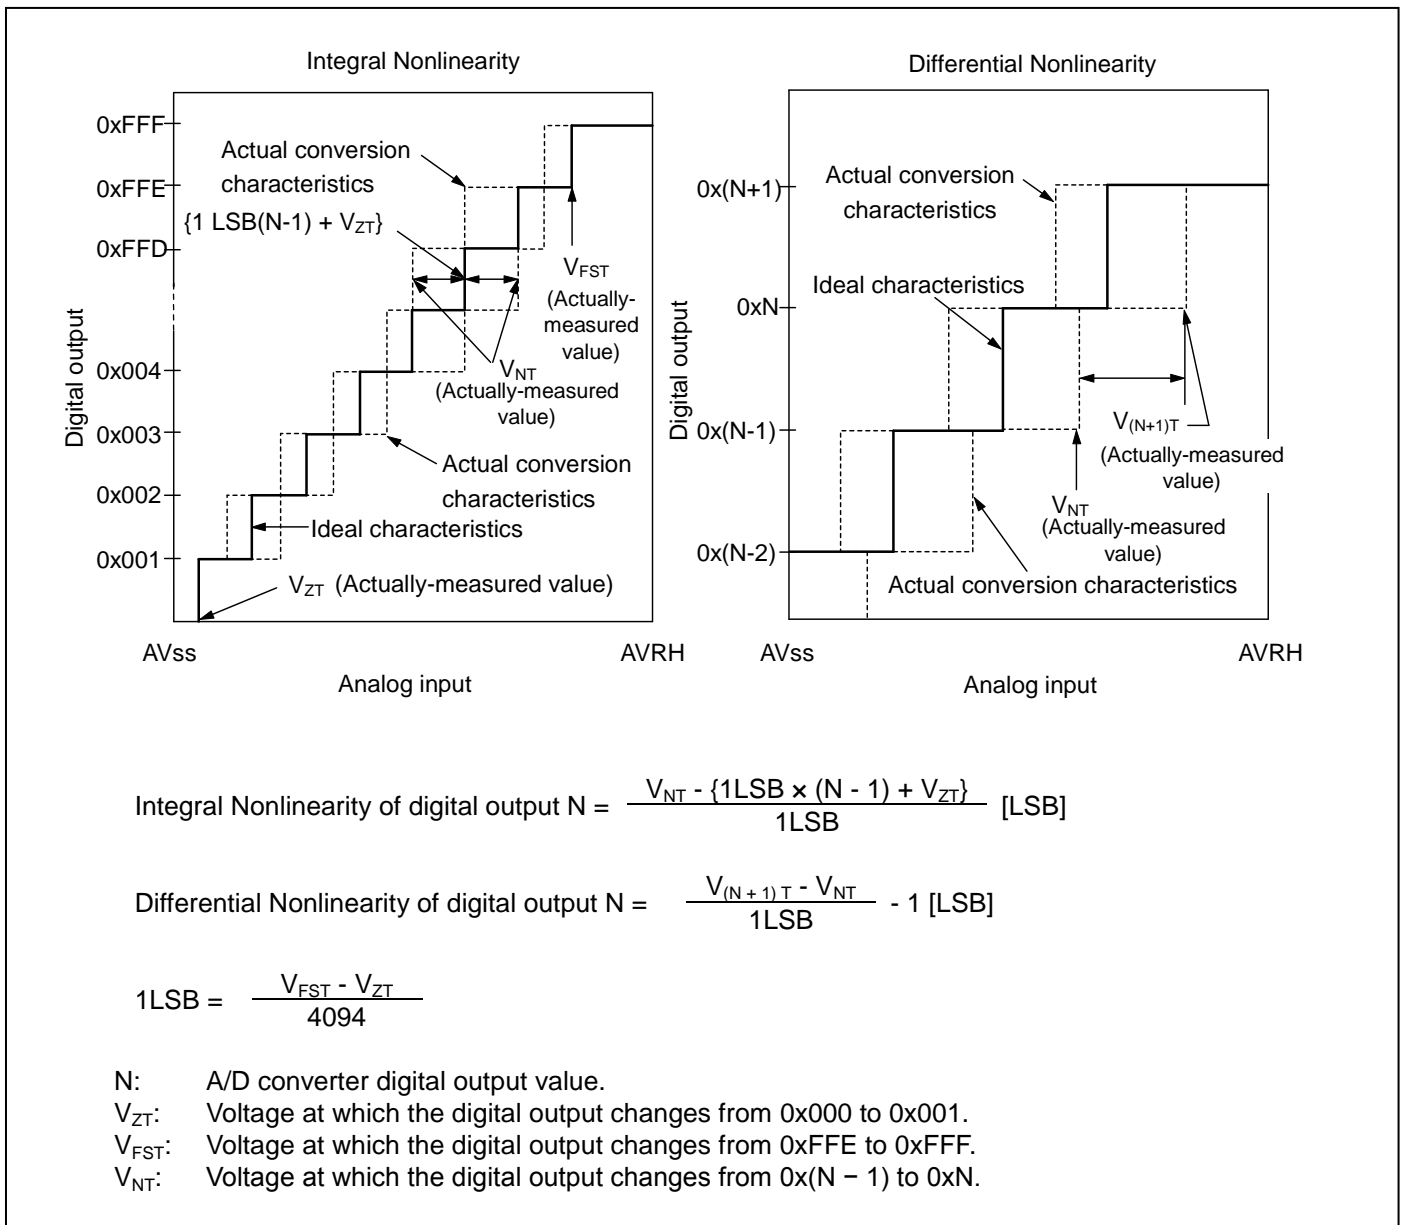 Integral Nonlinearity
0xFFF
Actual conversion
characteristics
0xFFE
{1 LSB(N-1) + VZT}
0xFFD
VFST
(Actually-
measured
value)
Digital output
VNT
(Actually-measured
value)
0x004
0x003
Actual conversion
characteristics
0x002
Ideal characteristics
0x001
VZT (Actually-measured value)
AVss
AVRH
Analog input
Differential Nonlinearity
0x(N+1)
Actual conversion
characteristics
Ideal characteristics
0xN
Digital output
0x(N-1)
V(N+1)T
(Actually-measured
value)
VNT
(Actually-measured
value)
0x(N-2)
Actual conversion characteristics
AVss
AVRH
Analog input
Integral Nonlinearity of digital output N = VNT - {1LSB × (N - 1) + VZT} [LSB]
1LSB
Differential Nonlinearity of digital output N = V(N + 1) T - VNT - 1 [LSB]
1LSB
1LSB = VFST - VZT
4094
N: A/D converter digital output value.
VZT: Voltage at which the digital output changes from 0x000 to 0x001.
VFST: Voltage at which the digital output changes from 0xFFE to 0xFFF.
VNT: Voltage at which the digital output changes from 0x(N − 1) to 0xN.